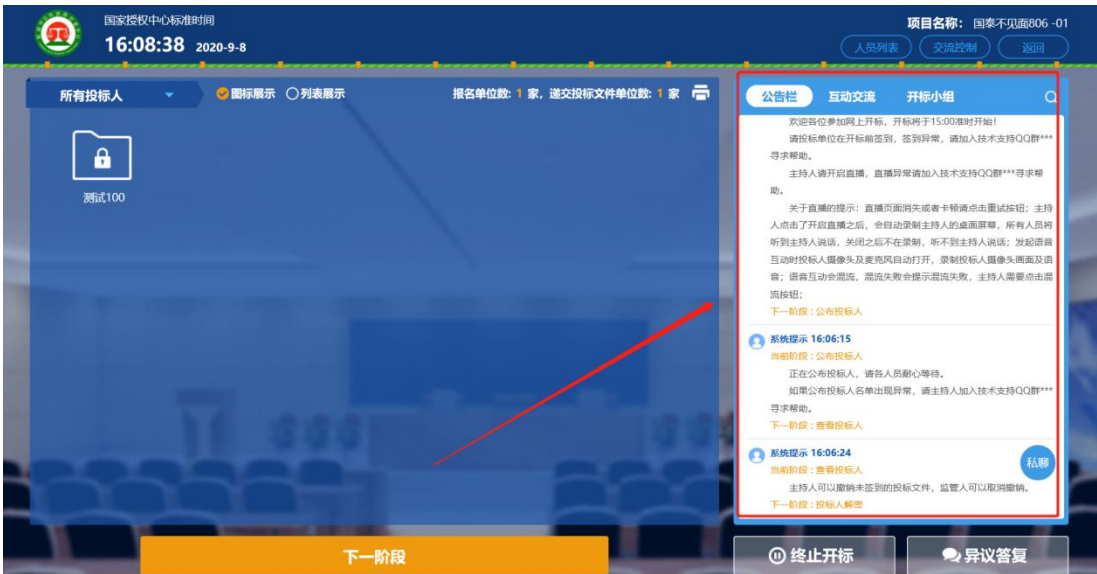 国家授权中心标准时间
16:08:38 2020-9-8
项目名称： 国泰不见面806 -01
人员列表 交流控制 返回
所有投标人 图标展示 列表展示 报名单位数: 1 家，递交投标文件单位数: 1 家
测试100
公告栏 互动交流 开标小组
欢迎各位参加网上开标，开标将于15:00准时开始！
请投标单位在开标前签到，签到异常，请加入技术支持QQ群***
寻求帮助。
主持人请开启直播，直播异常请加入技术支持QQ群***寻求帮
助。
关于直播的提示：直播页面消失或者卡顿请点击重试按钮；主持
人点击了开启直播之后，会自动录制主持人的桌面屏幕，所有人员将
听到主持人说话，关闭之后不在录制，听不到主持人说话；发起语音
互动时投标人摄像头及麦克风自动打开，录制投标人摄像头画面及语
音；语音互动会混流，混流失败会提示混流失败，主持人需要点击混
流按钮；
下一阶段：公布投标人
系统提示 16:06:15
当前阶段：公布投标人
正在公布投标人，请各人员耐心等待。
如果公布投标人名单出现异常，请主持人加入技术支持QQ群***
寻求帮助。
下一阶段：查看投标人
系统提示 16:06:24
当前阶段：查看投标人
主持人可以撤销未签到的投标文件，监管人可以取消撤销。
下一阶段：投标人解密
私聊
下一阶段 终止开标 异议答复